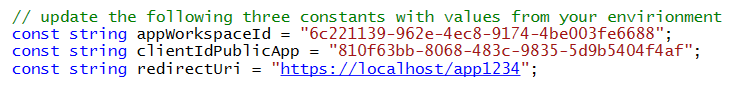 // update the following three constants with values from your envirionment
const string appWorkspaceId = "6c221139-962e-4ec8-9174-4be003fe6688";
const string clientIdPublicApp = "810f63bb-8068-483c-9835-5d9b5404f4af";
const string redirectUri = "https://localhost/app1234";